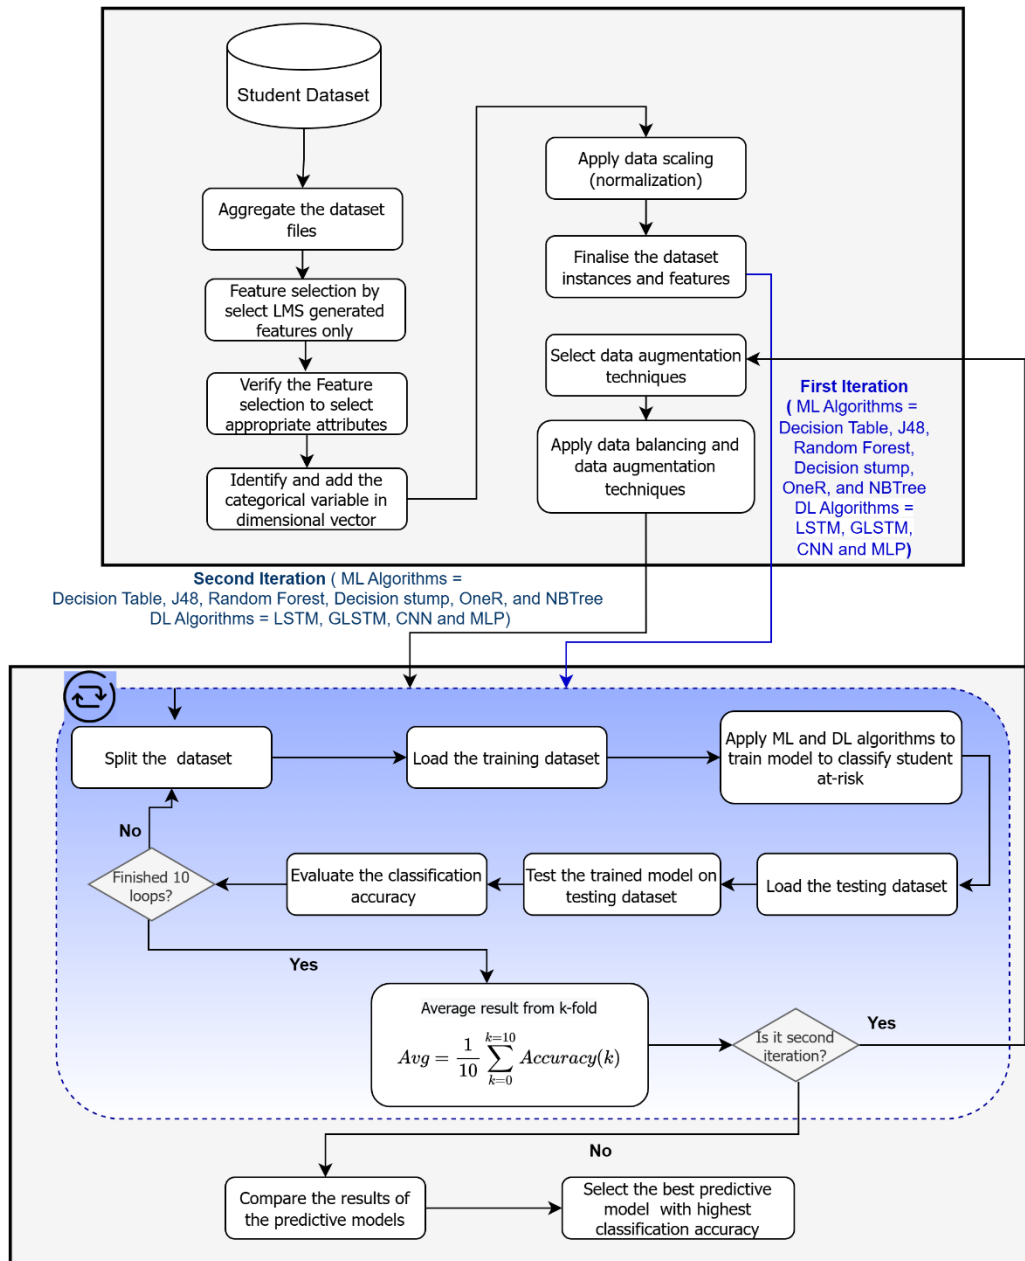 Student Dataset
Aggregate the dataset
files
Feature selection by
select LMS generated
features only
Verify the Feature
selection to select
appropriate attributes
Identify and add the
categorical variable in
dimensional vector
Apply data scaling
(normalization)
Finalise the dataset
instances and features
Select data augmentation
techniques
Apply data balancing and
data augmentation
techniques
First Iteration
( ML Algorithms =
Decision Table, J48,
Random Forest,
Decision stump,
OneR, and NBTree
DL Algorithms =
LSTM, GLSTM,
CNN and MLP)
Second Iteration ( ML Algorithms =
Decision Table, J48, Random Forest, Decision stump, OneR, and NBTree
DL Algorithms = LSTM, GLSTM, CNN and MLP)
Split the dataset
Load the training dataset
Apply ML and DL algorithms to
train model to classify student
at-risk
No
Finished 10
loops?
Evaluate the classification
accuracy
Test the trained model on
testing dataset
Load the testing dataset
Yes
Average result from k-fold
Avg = \frac{1}{10} \sum_{k=0}^{k=10} Accuracy(k)
Is it second
iteration?
Yes
No
Compare the results of
the predictive models
Select the best predictive
model with highest
classification accuracy